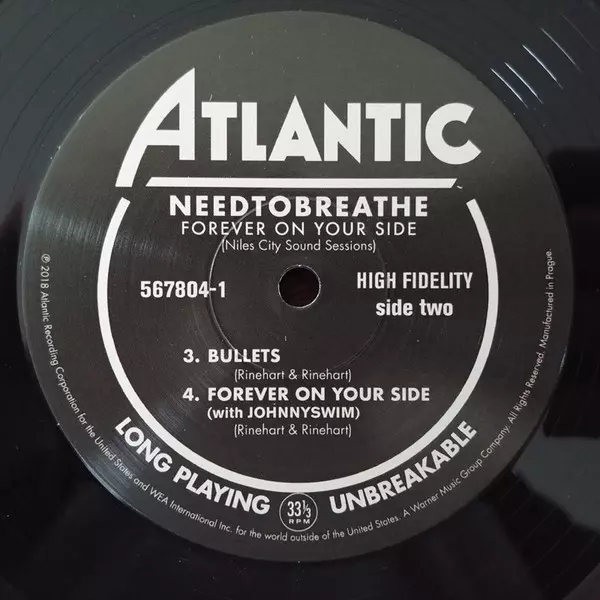 ATLANTIC
NEEDTOBREATHE
FOREVER ON YOUR SIDE
(Niles City Sound Sessions)
567804-1
HIGH FIDELITY
side two
3. BULLETS
(Rinehart & Rinehart)
4. FOREVER ON YOUR SIDE
(with JOHNNYSWIM)
(Rinehart & Rinehart)
LONG PLAYING
33⅓
RPM
UNBREAKABLE
℗ 2018 Atlantic Recording Corporation for the United States and WEA International Inc. for the world outside of the United States. A Warner Music Group Company. All Rights Reserved. Manufactured in Prague.